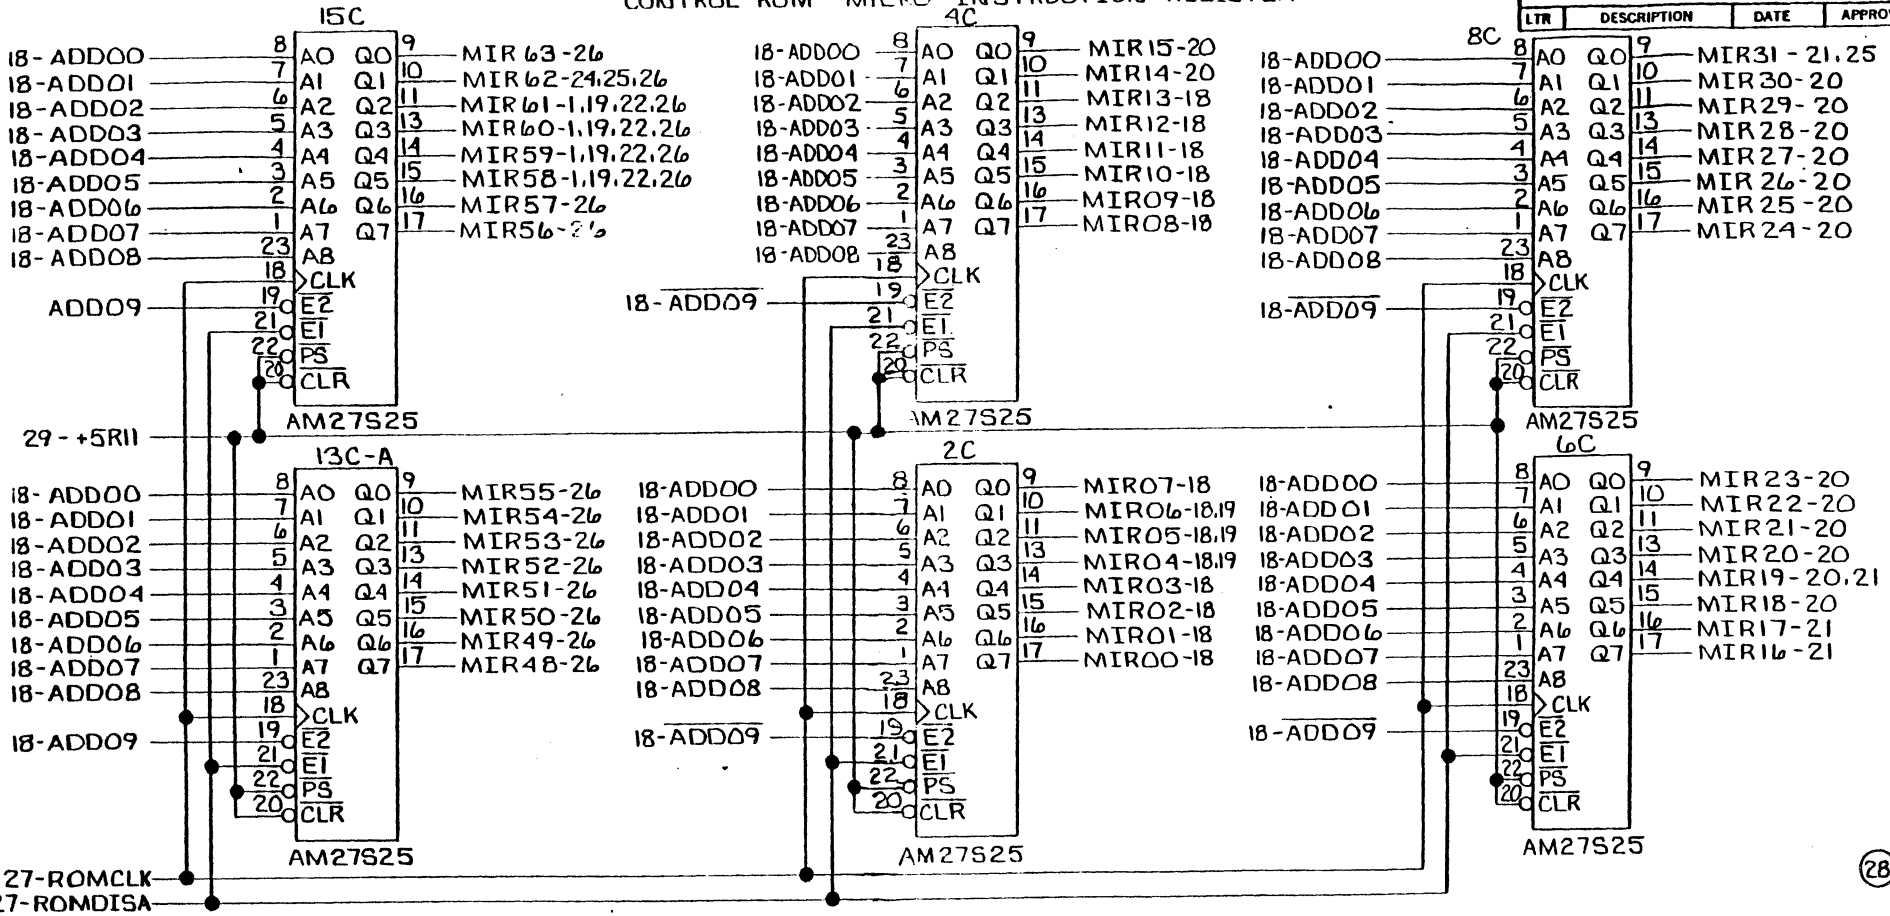 CONTROL ROM MICRO INSTRUCTION REGISTER
LTR DESCRIPTION DATE APPROV
15C
18-ADD00 8 A0 Q0 9 MIR63-26
18-ADD01 7 A1 Q1 10 MIR62-24,25,26
18-ADD02 6 A2 Q2 11 MIR61-1,19,22,26
18-ADD03 5 A3 Q3 13 MIR60-1,19,22,26
18-ADD04 4 A4 Q4 14 MIR59-1,19,22,26
18-ADD05 3 A5 Q5 15 MIR58-1,19,22,26
18-ADD06 2 A6 Q6 16 MIR57-26
18-ADD07 1 A7 Q7 17 MIR56-26
18-ADD08 23 A8
18 CLK
ADD09 19 E2
21 E1
22 PS
20 CLR
AM27S25
4C
18-ADD00 8 A0 Q0 9 MIR15-20
18-ADD01 7 A1 Q1 10 MIR14-20
18-ADD02 6 A2 Q2 11 MIR13-18
18-ADD03 5 A3 Q3 13 MIR12-18
18-ADD04 4 A4 Q4 14 MIR11-18
18-ADD05 3 A5 Q5 15 MIR10-18
18-ADD06 2 A6 Q6 16 MIR09-18
18-ADD07 1 A7 Q7 17 MIR08-18
18-ADD08 23 A8
18 CLK
18-ADD09 19 E2
21 E1
22 PS
20 CLR
AM27S25
8C
18-ADD00 8 A0 Q0 9 MIR31-21,25
18-ADD01 7 A1 Q1 10 MIR30-20
18-ADD02 6 A2 Q2 11 MIR29-20
18-ADD03 5 A3 Q3 13 MIR28-20
18-ADD04 4 A4 Q4 14 MIR27-20
18-ADD05 3 A5 Q5 15 MIR26-20
18-ADD06 2 A6 Q6 16 MIR25-20
18-ADD07 1 A7 Q7 17 MIR24-20
18-ADD08 23 A8
18 CLK
18-ADD09 19 E2
21 E1
22 PS
20 CLR
AM27S25
29-+5R11
13C-A
18-ADD00 8 A0 Q0 9 MIR55-26
18-ADD01 7 A1 Q1 10 MIR54-26
18-ADD02 6 A2 Q2 11 MIR53-26
18-ADD03 5 A3 Q3 13 MIR52-26
18-ADD04 4 A4 Q4 14 MIR51-26
18-ADD05 3 A5 Q5 15 MIR50-26
18-ADD06 2 A6 Q6 16 MIR49-26
18-ADD07 1 A7 Q7 17 MIR48-26
18-ADD08 23 A8
18 CLK
18-ADD09 19 E2
21 E1
22 PS
20 CLR
AM27S25
2C
18-ADD00 8 A0 Q0 9 MIR07-18
18-ADD01 7 A1 Q1 10 MIR06-18,19
18-ADD02 6 A2 Q2 11 MIR05-18,19
18-ADD03 5 A3 Q3 13 MIR04-18,19
18-ADD04 4 A4 Q4 14 MIR03-18
18-ADD05 3 A5 Q5 15 MIR02-18
18-ADD06 2 A6 Q6 16 MIR01-18
18-ADD07 1 A7 Q7 17 MIR00-18
18-ADD08 23 A8
18 CLK
18-ADD09 19 E2
21 E1
22 PS
20 CLR
AM27S25
6C
18-ADD00 8 A0 Q0 9 MIR23-20
18-ADD01 7 A1 Q1 10 MIR22-20
18-ADD02 6 A2 Q2 11 MIR21-20
18-ADD03 5 A3 Q3 13 MIR20-20
18-ADD04 4 A4 Q4 14 MIR19-20,21
18-ADD05 3 A5 Q5 15 MIR18-20
18-ADD06 2 A6 Q6 16 MIR17-21
18-ADD07 1 A7 Q7 17 MIR16-21
18-ADD08 23 A8
18 CLK
18-ADD09 19 E2
21 E1
22 PS
20 CLR
AM27S25
27-ROMCLK
27-ROMDISA
28